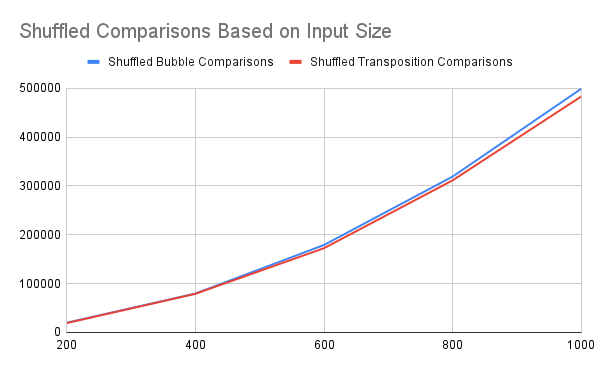 Shuffled Comparisons Based on Input Size
Shuffled Bubble Comparisons Shuffled Transposition Comparisons
500000
400000
300000
200000
100000
0
200 400 600 800 1000